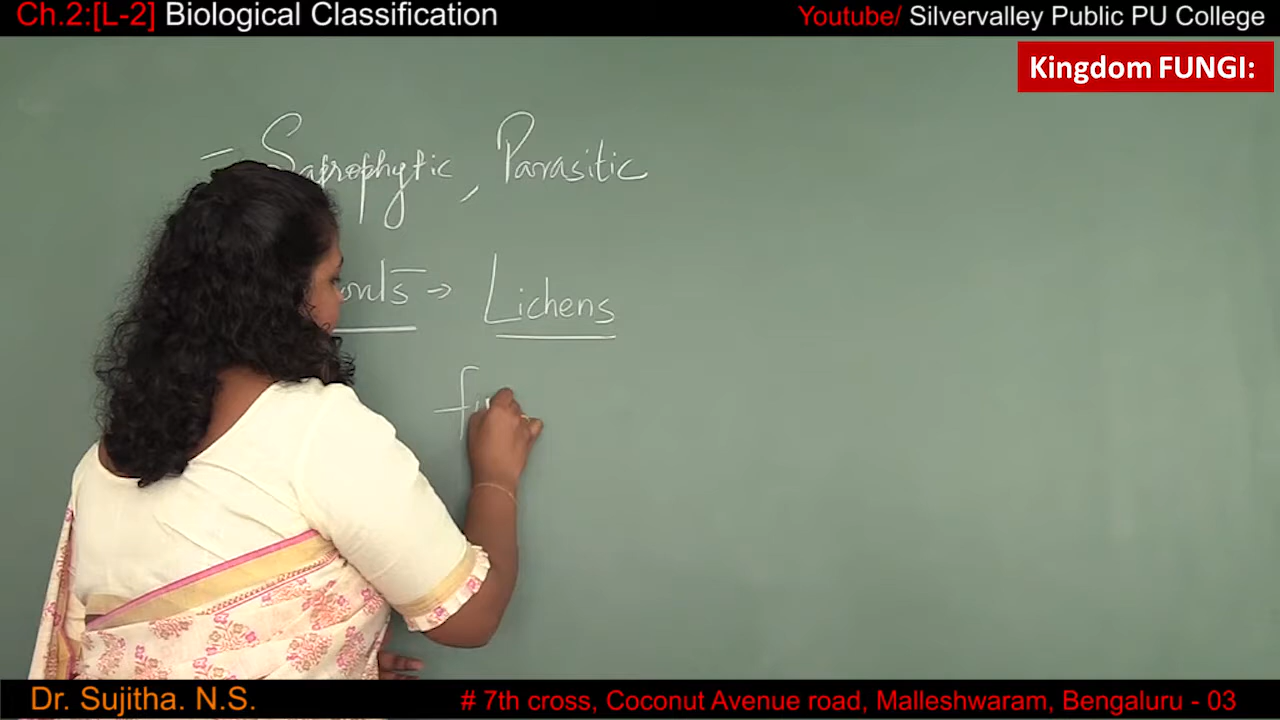 Ch.2:[L-2] Biological Classification
Youtube/ Silvervalley Public PU College
Kingdom FUNGI:
- Saprophytic, Parasitic
→ Lichens
Dr. Sujitha. N.S.
# 7th cross, Coconut Avenue road, Malleshwaram, Bengaluru - 03